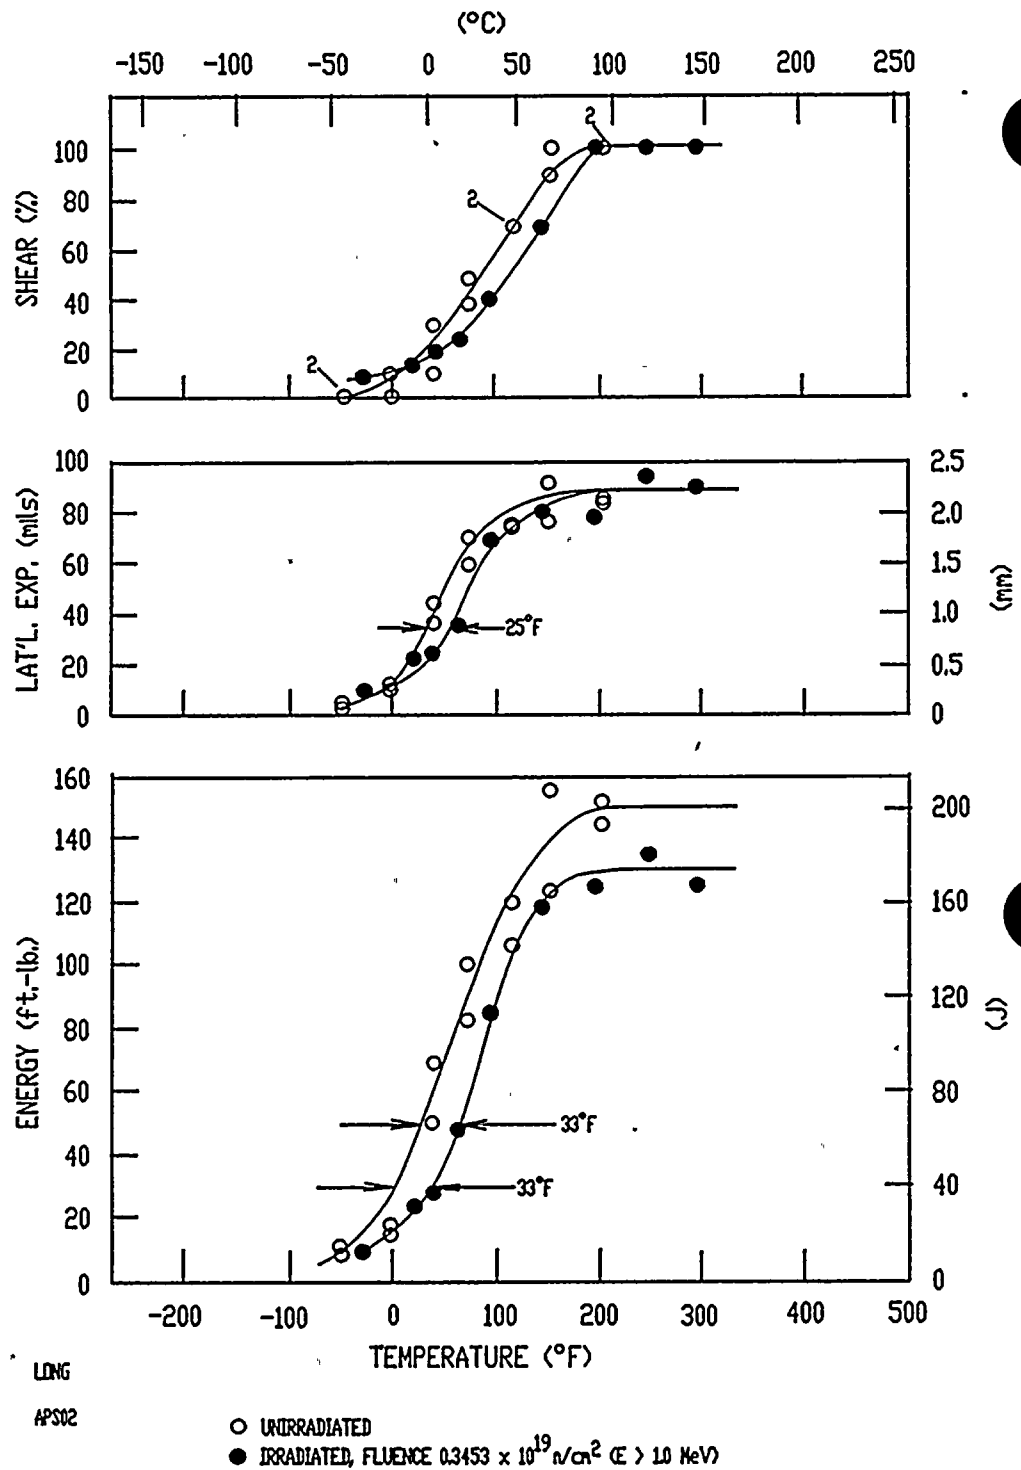 (°C)
-150 -100 -50 0 50 100 150 200 250
SHEAR (%)
100
80
60
40
20
0
2
2
2
LAT'L. EXP. (mils)
100
80
60
40
20
0
25°F
2.5
2.0
1.5
1.0
0.5
0
(mm)
ENERGY (ft.-lb.)
160
140
120
100
80
60
40
20
0
33°F
33°F
200
160
120
80
40
0
(J)
-200 -100 0 100 200 300 400 500
TEMPERATURE (°F)
LONG
APS02
○ UNIRRADIATED
● IRRADIATED, FLUENCE 0.3453 x 10¹⁹ n/cm² (E > 1.0 MeV)